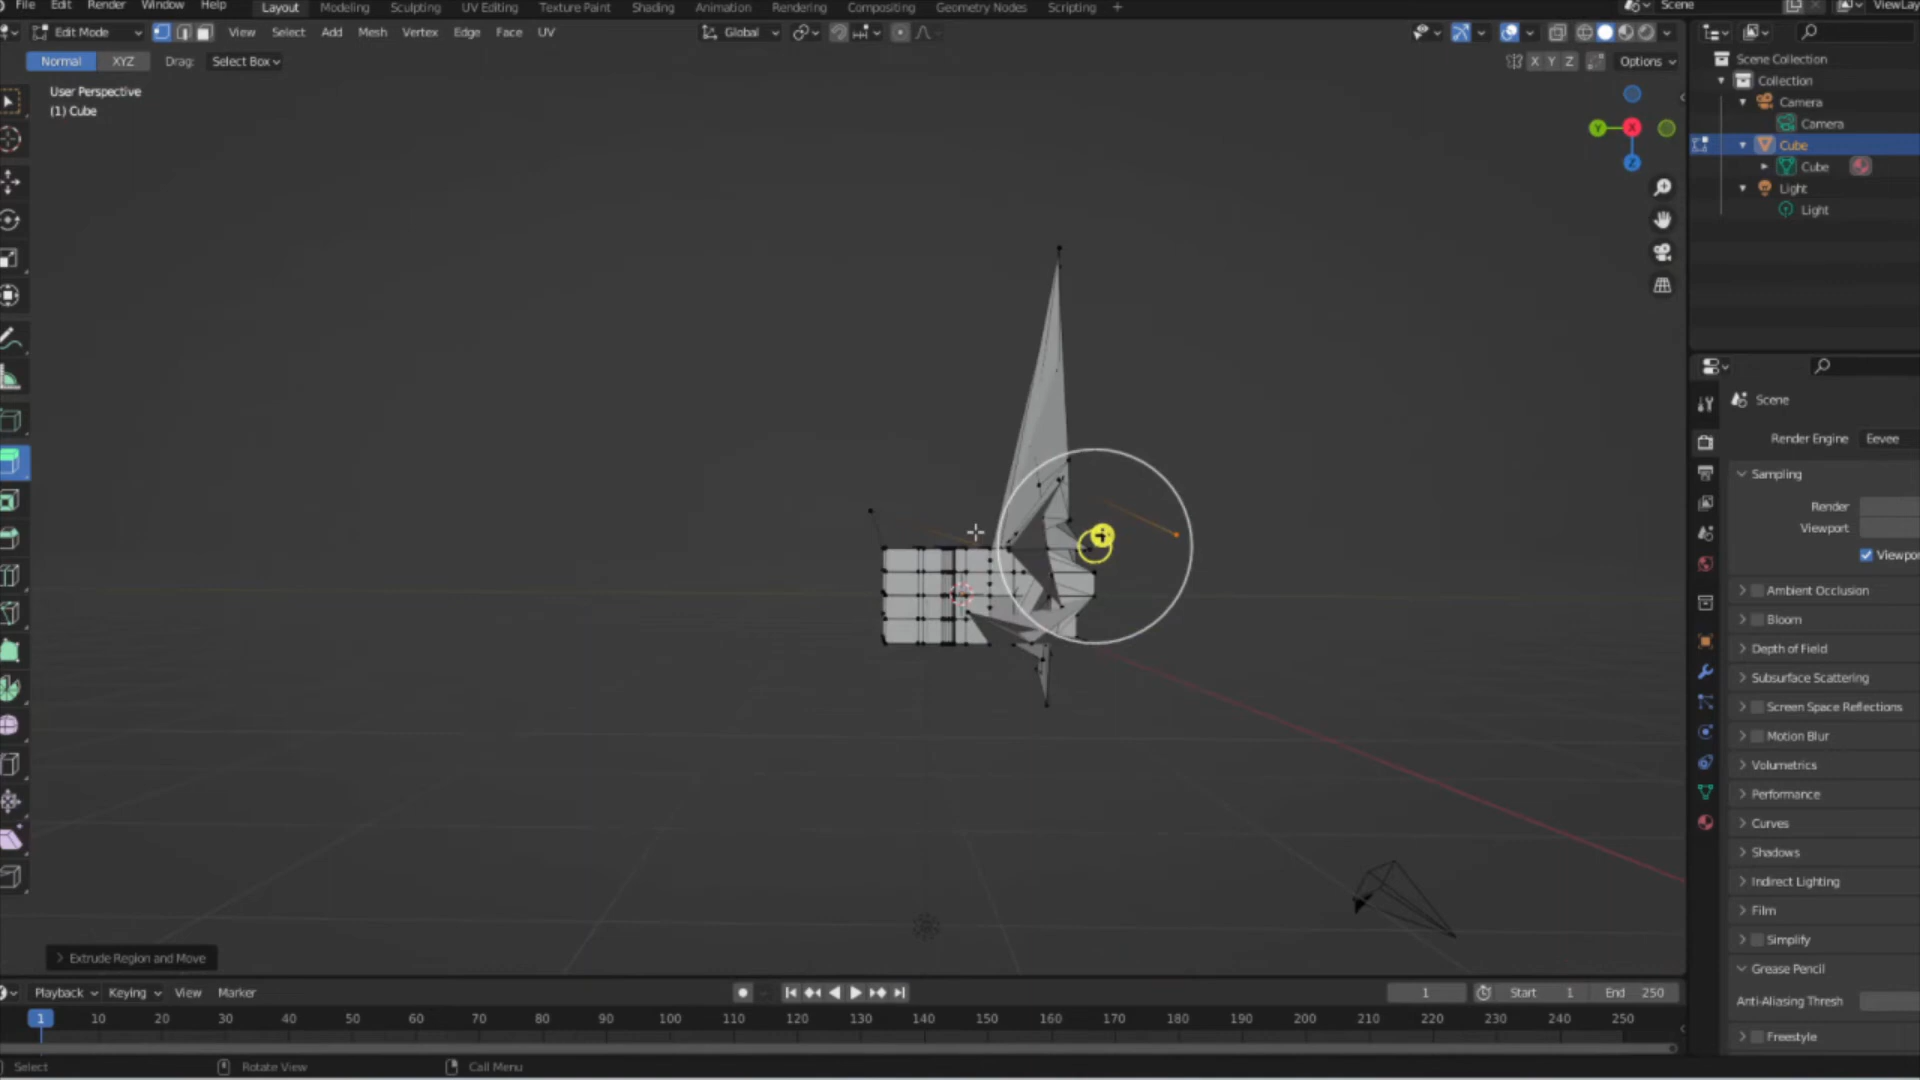 File Edit Render Window Help Layout Modeling Sculpting UV Editing Texture Paint Shading Animation Rendering Compositing Geometry Nodes Scripting + Scene ViewLay
Edit Mode View Select Add Mesh Vertex Edge Face UV Global
Normal XYZ Drag: Select Box X Y Z Options
User Perspective
(1) Cube
Y X
Z
Scene Collection
Collection
Camera
Camera
Cube
Cube
Light
Light
Scene
Render Engine Eevee
Sampling
Render
Viewport
Viewpor
Ambient Occlusion
Bloom
Depth of Field
Subsurface Scattering
Screen Space Reflections
Motion Blur
Volumetrics
Performance
Curves
Shadows
Indirect Lighting
Film
Simplify
Grease Pencil
Anti-Aliasing Thresh
Freestyle
Extrude Region and Move
Playback Keying View Marker 1 Start 1 End 250
1 10 20 30 40 50 60 70 80 90 100 110 120 130 140 150 160 170 180 190 200 210 220 230 240 250
Select Rotate View Call Menu